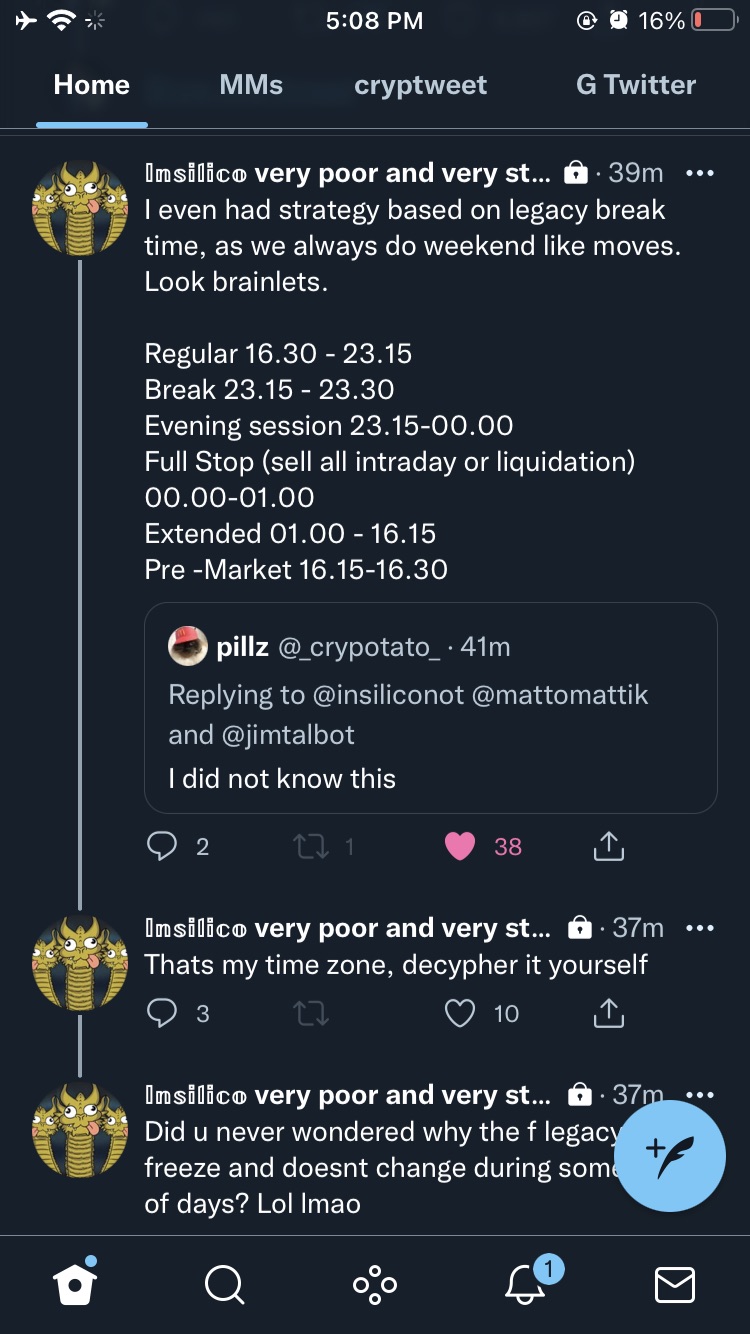 5:08 PM
16%
Home MMs cryptweet G Twitter
𝕀𝕟𝕤𝕚𝕝𝕚𝕔𝕠 very poor and very st... · 39m
I even had strategy based on legacy break
time, as we always do weekend like moves.
Look brainlets.
Regular 16.30 - 23.15
Break 23.15 - 23.30
Evening session 23.15-00.00
Full Stop (sell all intraday or liquidation)
00.00-01.00
Extended 01.00 - 16.15
Pre -Market 16.15-16.30
pillz @_crypotato_ · 41m
Replying to @insiliconot @mattomattik
and @jimtalbot
I did not know this
2 1 38
𝕀𝕟𝕤𝕚𝕝𝕚𝕔𝕠 very poor and very st... · 37m
Thats my time zone, decypher it yourself
3 10
𝕀𝕟𝕤𝕚𝕝𝕚𝕔𝕠 very poor and very st... · 37m
Did u never wondered why the f legacy
freeze and doesnt change during some
of days? Lol lmao
1